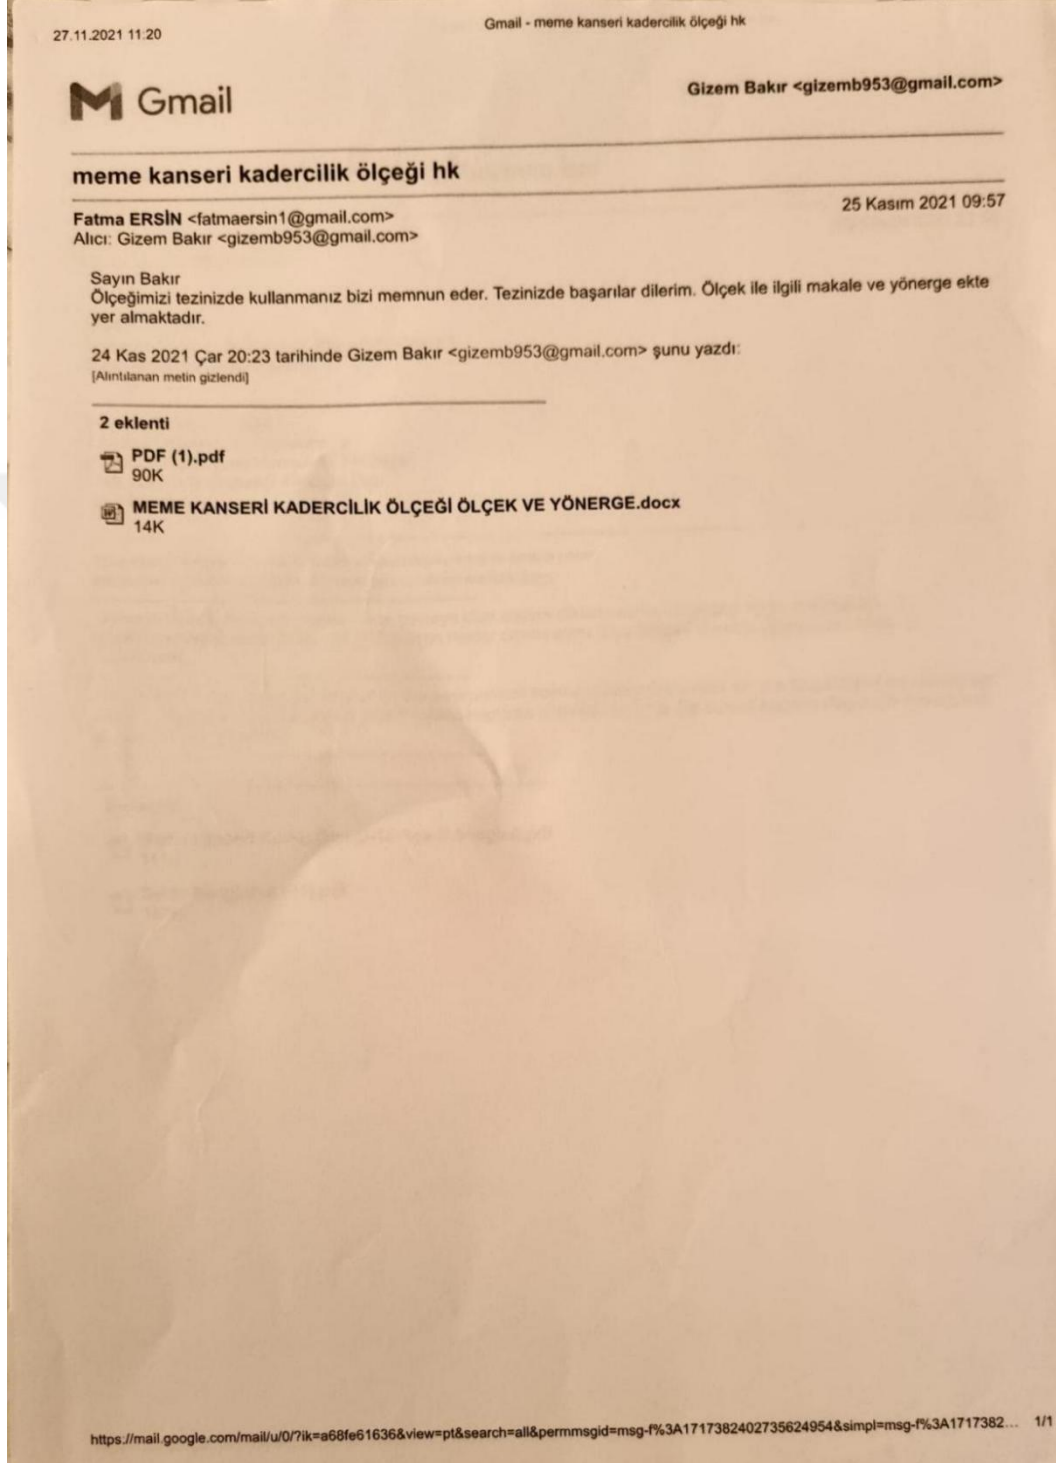 27.11.2021 11:20
Gmail - meme kanseri kadercilik ölçeği hk
Gmail
Gizem Bakır <gizemb953@gmail.com>
meme kanseri kadercilik ölçeği hk
Fatma ERSİN <fatmaersin1@gmail.com>
25 Kasım 2021 09:57
Alıcı: Gizem Bakır <gizemb953@gmail.com>
Sayın Bakır
Ölçeğimizi tezinizde kullanmanız bizi memnun eder. Tezinizde başarılar dilerim. Ölçek ile ilgili makale ve yönerge ekte
yer almaktadır.
24 Kas 2021 Çar 20:23 tarihinde Gizem Bakır <gizemb953@gmail.com> şunu yazdı:
[Alıntılanan metin gizlendi]
2 eklenti
PDF (1).pdf
90K
MEME KANSERİ KADERCİLİK ÖLÇEĞİ ÖLÇEK VE YÖNERGE.docx
14K
https://mail.google.com/mail/u/0/?ik=a68fe61636&view=pt&search=all&permmsgid=msg-f%3A1717382402735624954&simpl=msg-f%3A1717382... 1/1